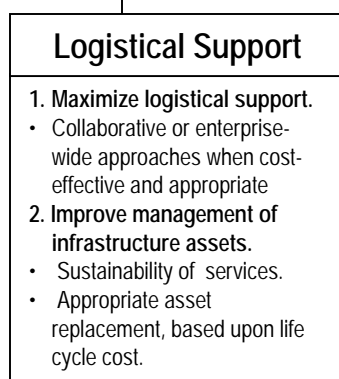 Logistical Support
1. Maximize logistical support.
• Collaborative or enterprise-
wide approaches when cost-
effective and appropriate
2. Improve management of
infrastructure assets.
• Sustainability of services.
• Appropriate asset
replacement, based upon life
cycle cost.